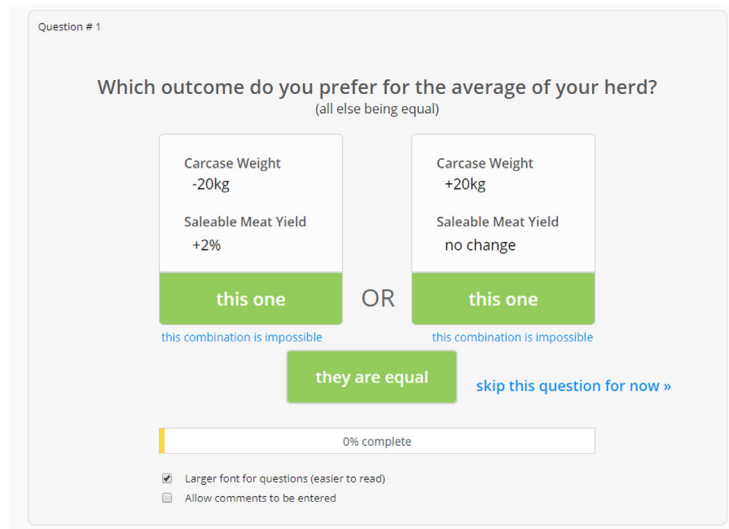 Question # 1
Which outcome do you prefer for the average of your herd?
(all else being equal)
Carcase Weight
-20kg
Saleable Meat Yield
+2%
this one
this combination is impossible
OR
Carcase Weight
+20kg
Saleable Meat Yield
no change
this one
this combination is impossible
they are equal
skip this question for now »
0% complete
Larger font for questions (easier to read)
Allow comments to be entered